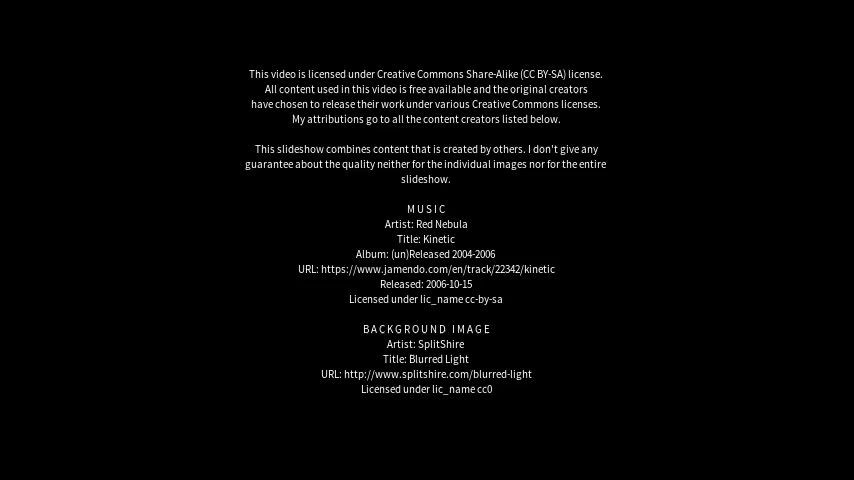 This video is licensed under Creative Commons Share-Alike (CC BY-SA) license.
All content used in this video is free available and the original creators
have chosen to release their work under various Creative Commons licenses.
My attributions go to all the content creators listed below.
This slideshow combines content that is created by others. I don't give any
guarantee about the quality neither for the individual images nor for the entire
slideshow.
MUSIC
Artist: Red Nebula
Title: Kinetic
Album: (un)Released 2004-2006
URL: https://www.jamendo.com/en/track/22342/kinetic
Released: 2006-10-15
Licensed under lic_name cc-by-sa
BACKGROUND IMAGE
Artist: SplitShire
Title: Blurred Light
URL: http://www.splitshire.com/blurred-light
Licensed under lic_name cc0